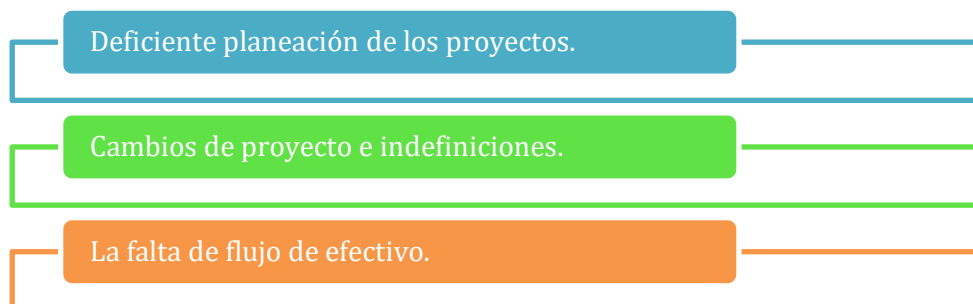 Deficiente planeación de los proyectos.
Cambios de proyecto e indefiniciones.
La falta de flujo de efectivo.